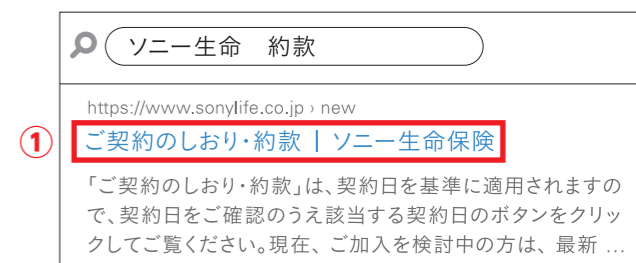 ソニー生命　約款
https://www.sonylife.co.jp › new
①
ご契約のしおり・約款 | ソニー生命保険
「ご契約のしおり・約款」は、契約日を基準に適用されますの
で、契約日をご確認のうえ該当する契約日のボタンをクリッ
クしてご覧ください。現在、ご加入を検討中の方は、最新 ...